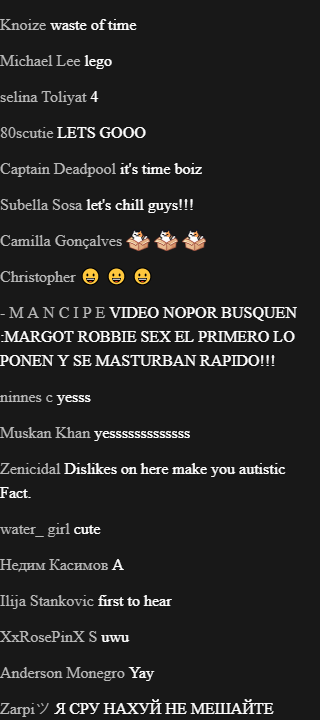 Knoize waste of time
Michael Lee lego
selina Toliyat 4
80scutie LETS GOOO
Captain Deadpool it's time boiz
Subella Sosa let's chill guys!!!
Camilla Gonçalves
Christopher 😀 😀 😀
- M A N C I P E VIDEO NOPOR BUSQUEN
:MARGOT ROBBIE SEX EL PRIMERO LO
PONEN Y SE MASTURBAN RAPIDO!!!
ninnes c yesss
Muskan Khan yesssssssssssss
Zenicidal Dislikes on here make you autistic
Fact.
water_ girl cute
Недим Касимов А
Ilija Stankovic first to hear
XxRosePinX S uwu
Anderson Monegro Yay
Zarpiツ Я СРУ НАХУЙ НЕ МЕШАЙТЕ